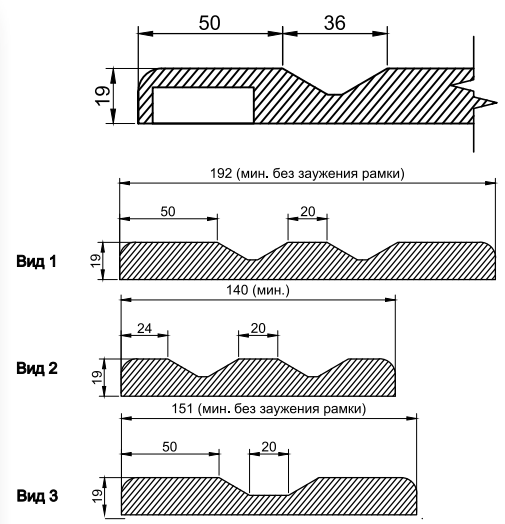 50 36
19
192 (мин. без заужения рамки)
50 20
Вид 1
19
140 (мин.)
24 20
Вид 2
19
151 (мин. без заужения рамки)
50 20
Вид 3
19